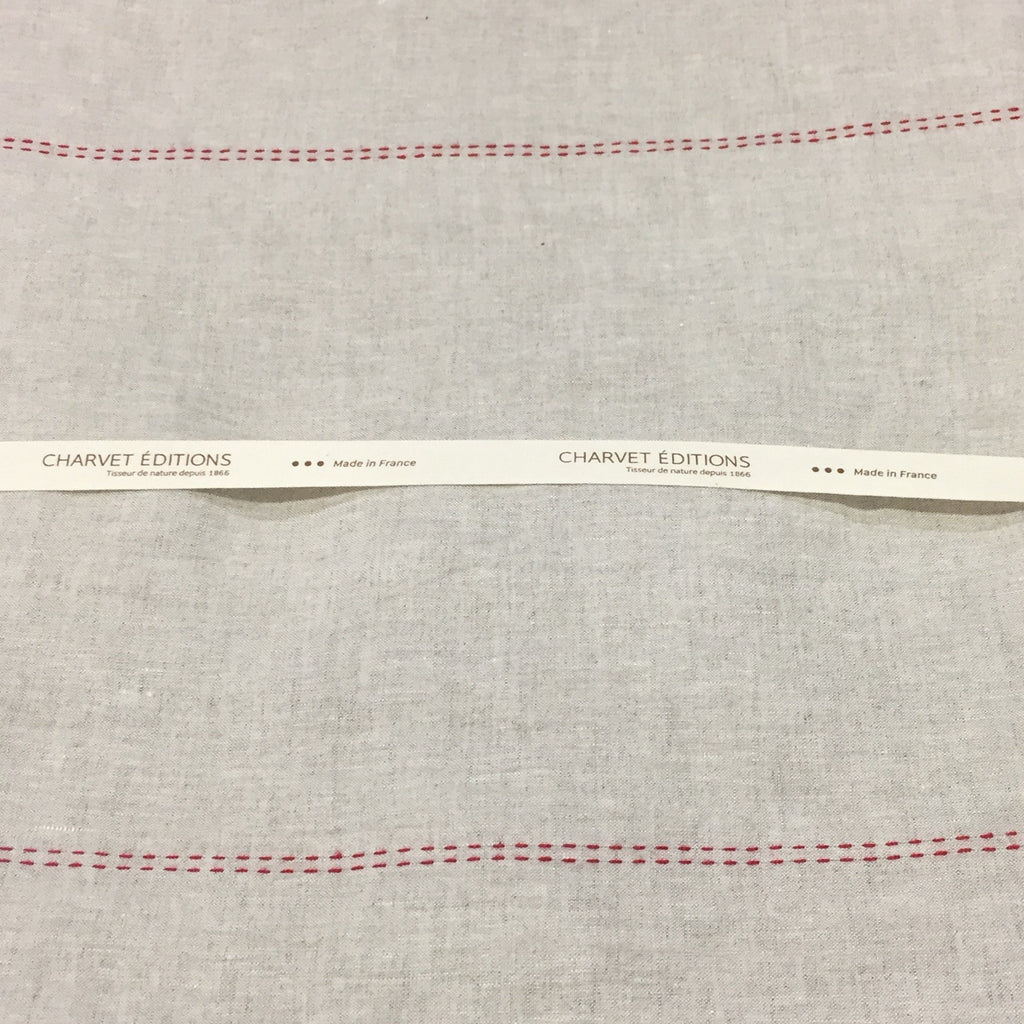 CHARVET ÉDITIONS
Tisseur de nature depuis 1866
••• Made in France
CHARVET ÉDITIONS
Tisseur de nature depuis 1866
••• Made in France